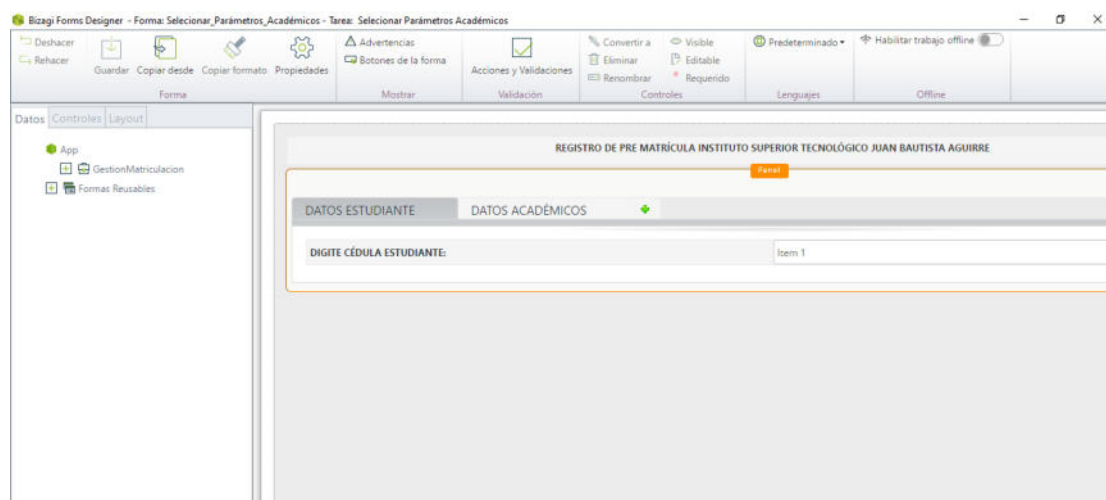 Bizagi Forms Designer - Forma: Selecionar_Parámetros_Académicos - Tarea: Selecionar Parámetros Académicos
Deshacer
Rehacer
Guardar Copiar desde Copiar formato Propiedades
Forma
Advertencias
Botones de la forma
Mostrar
Acciones y Validaciones
Validación
Convertir a Visible
Eliminar Editable
Renombrar * Requerido
Controles
Predeterminado
Lenguajes
Habilitar trabajo offline
Offline
Datos Controles Layout
App
GestionMatriculacion
Formas Reusables
REGISTRO DE PRE MATRÍCULA INSTITUTO SUPERIOR TECNOLÓGICO JUAN BAUTISTA AGUIRRE
Panel
DATOS ESTUDIANTE DATOS ACADÉMICOS
DIGITE CÉDULA ESTUDIANTE: Item 1